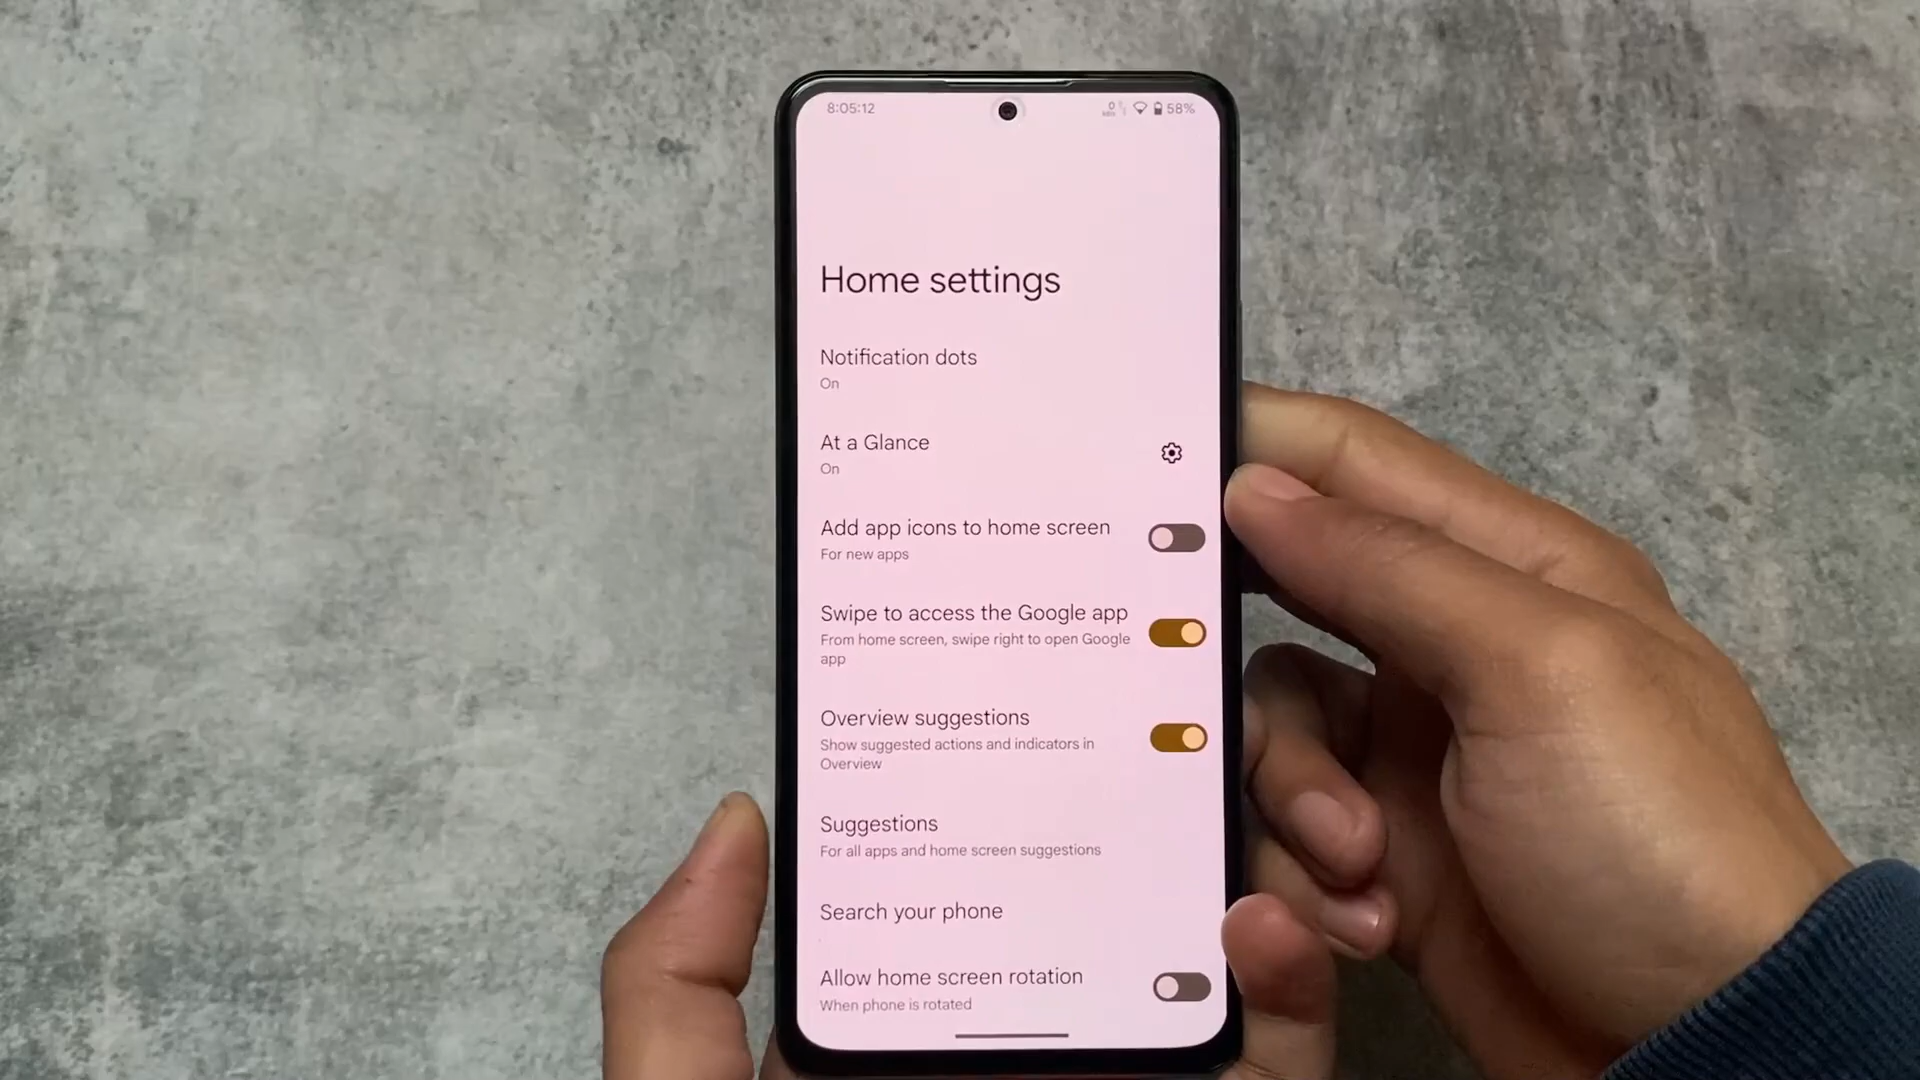 8:05:12
0
58%
Home settings
Notification dots
On
At a Glance
On
Add app icons to home screen
For new apps
Swipe to access the Google app
From home screen, swipe right to open Google
app
Overview suggestions
Show suggested actions and indicators in
Overview
Suggestions
For all apps and home screen suggestions
Search your phone
Allow home screen rotation
When phone is rotated